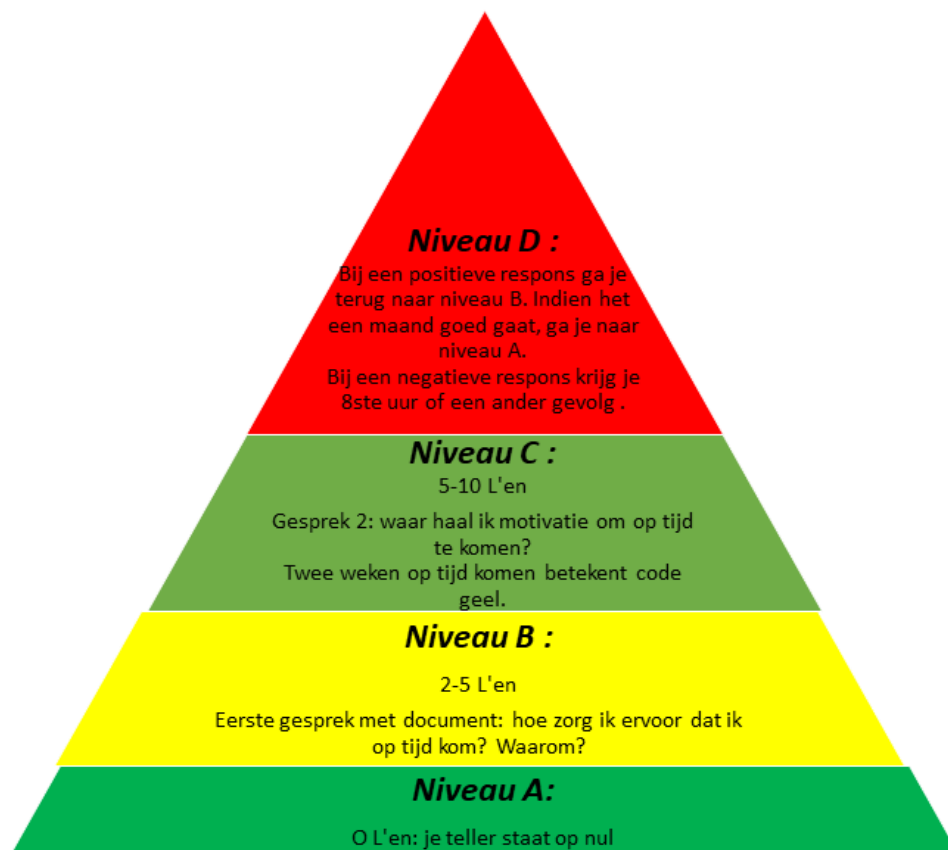 Niveau D :
Bij een positieve respons ga je
terug naar niveau B. Indien het
een maand goed gaat, ga je naar
niveau A.
Bij een negatieve respons krijg je
8ste uur of een ander gevolg .
Niveau C :
5-10 L'en
Gesprek 2: waar haal ik motivatie om op tijd
te komen?
Twee weken op tijd komen betekent code
geel.
Niveau B :
2-5 L'en
Eerste gesprek met document: hoe zorg ik ervoor dat ik
op tijd kom? Waarom?
Niveau A:
O L'en: je teller staat op nul